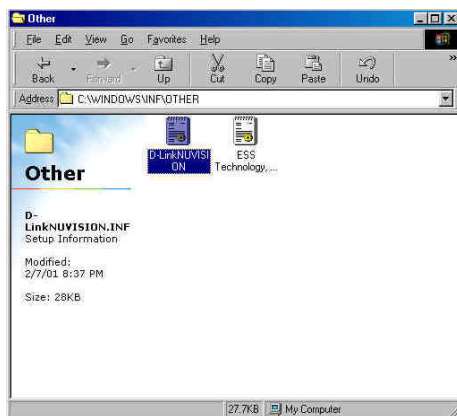 Other
File Edit View Go Favorites Help
Back Forward Up Cut Copy Paste Undo »
Address C:\WINDOWS\INF\OTHER
D-LinkNUVISI
ON
ESS
Technology, ...
Other
D-
LinkNUVISION.INF
Setup Information
Modified:
2/7/01 8:37 PM
Size: 28KB
27.7KB My Computer